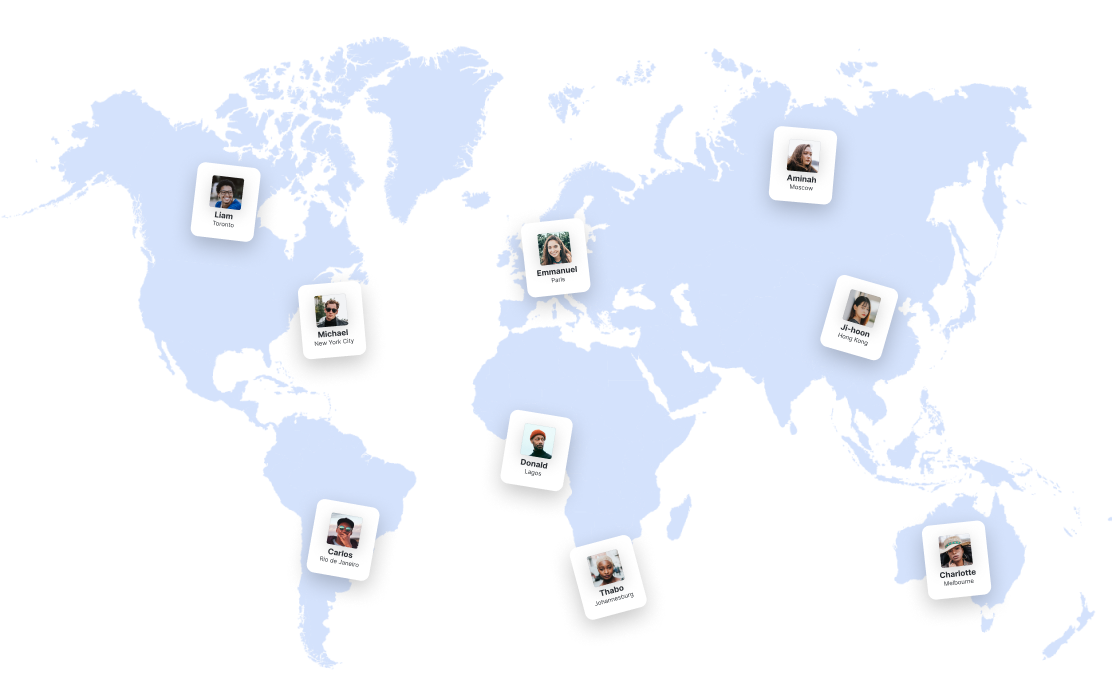 Aminah
Moscow
Liam
Toronto
Emmanuel
Paris
Michael
New York City
Ji-hoon
Hong Kong
Donald
Lagos
Carlos
Rio de Janeiro
Charlotte
Melbourne
Thabo
Johannesburg